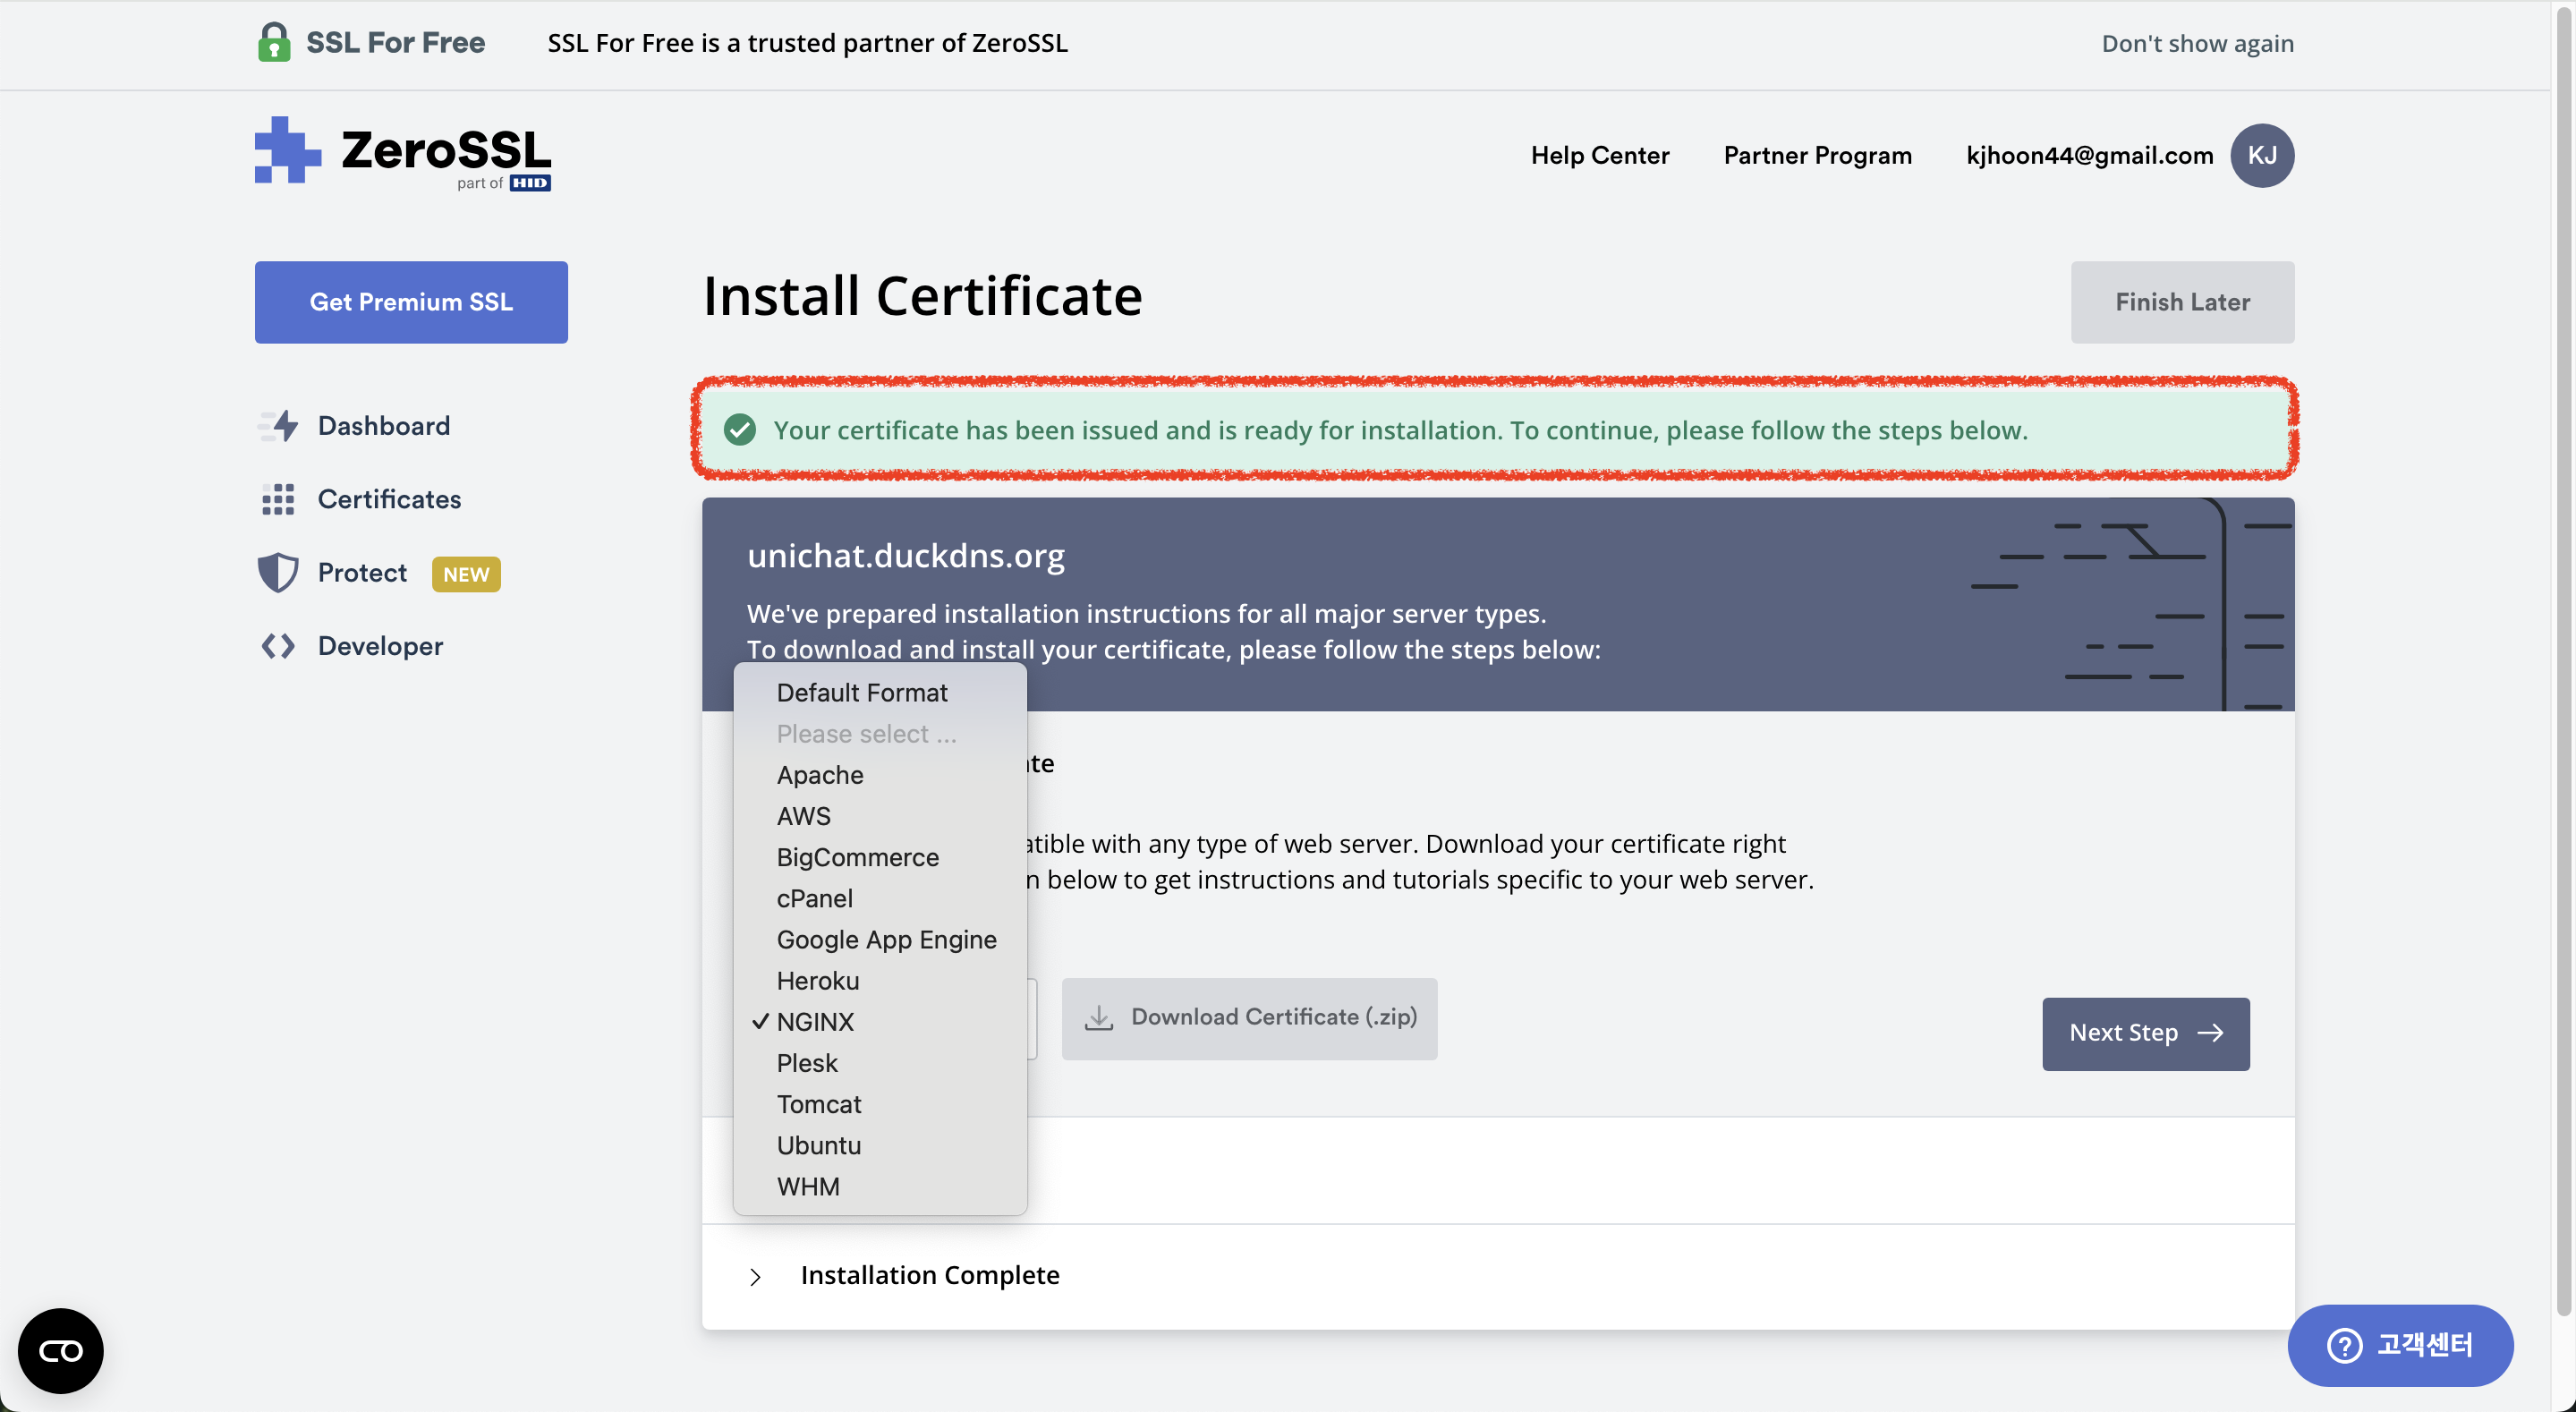 SSL For Free
SSL For Free is a trusted partner of ZeroSSL
Don't show again
ZeroSSL
part of HID
Help Center
Partner Program
kjhoon44@gmail.com
KJ
Get Premium SSL
Install Certificate
Finish Later
Dashboard
Certificates
Protect NEW
Developer
Your certificate has been issued and is ready for installation. To continue, please follow the steps below.
unichat.duckdns.org
We've prepared installation instructions for all major server types.
To download and install your certificate, please follow the steps below:
Default Format
Please select ...
Apache
AWS
BigCommerce
cPanel
Google App Engine
Heroku
NGINX
Plesk
Tomcat
Ubuntu
WHM
with any type of web server. Download your certificate right
below to get instructions and tutorials specific to your web server.
Download Certificate (.zip)
Next Step
Installation Complete
고객센터